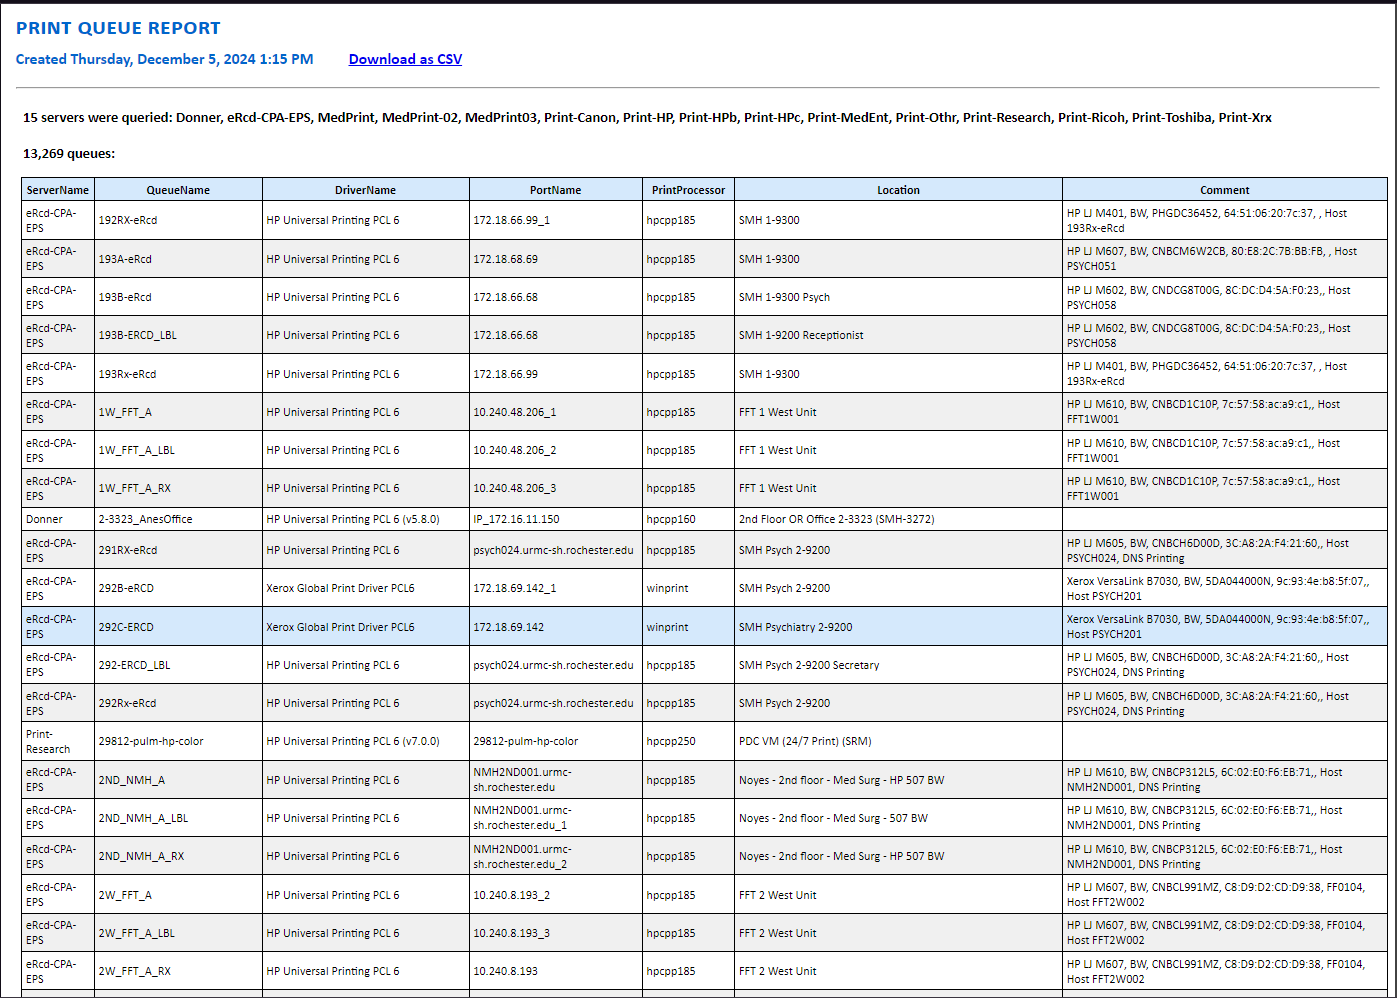 PRINT QUEUE REPORT
Created Thursday, December 5, 2024 1:15 PM Download as CSV
15 servers were queried: Donner, eRcd-CPA-EPS, MedPrint, MedPrint-02, MedPrint03, Print-Canon, Print-HP, Print-HPb, Print-HPc, Print-MedEnt, Print-Othr, Print-Research, Print-Ricoh, Print-Toshiba, Print-Xrx
13,269 queues:
ServerName QueueName DriverName PortName PrintProcessor Location Comment
eRcd-CPA-EPS 192RX-eRcd HP Universal Printing PCL 6 172.18.66.99_1 hpcpp185 SMH 1-9300 HP LJ M401, BW, PHGDC36452, 64:51:06:20:7c:37, , Host 193Rx-eRcd
eRcd-CPA-EPS 193A-eRcd HP Universal Printing PCL 6 172.18.68.69 hpcpp185 SMH 1-9300 HP LJ M607, BW, CNBCM6W2CB, 80:E8:2C:7B:BB:FB, , Host PSYCH051
eRcd-CPA-EPS 193B-eRcd HP Universal Printing PCL 6 172.18.66.68 hpcpp185 SMH 1-9300 Psych HP LJ M602, BW, CNDCG8T00G, 8C:DC:D4:5A:F0:23,, Host PSYCH058
eRcd-CPA-EPS 193B-ERCD_LBL HP Universal Printing PCL 6 172.18.66.68 hpcpp185 SMH 1-9200 Receptionist HP LJ M602, BW, CNDCG8T00G, 8C:DC:D4:5A:F0:23,, Host PSYCH058
eRcd-CPA-EPS 193Rx-eRcd HP Universal Printing PCL 6 172.18.66.99 hpcpp185 SMH 1-9300 HP LJ M401, BW, PHGDC36452, 64:51:06:20:7c:37, , Host 193Rx-eRcd
eRcd-CPA-EPS 1W_FFT_A HP Universal Printing PCL 6 10.240.48.206_1 hpcpp185 FFT 1 West Unit HP LJ M610, BW, CNBCD1C10P, 7c:57:58:ac:a9:c1,, Host FFT1W001
eRcd-CPA-EPS 1W_FFT_A_LBL HP Universal Printing PCL 6 10.240.48.206_2 hpcpp185 FFT 1 West Unit HP LJ M610, BW, CNBCD1C10P, 7c:57:58:ac:a9:c1,, Host FFT1W001
eRcd-CPA-EPS 1W_FFT_A_RX HP Universal Printing PCL 6 10.240.48.206_3 hpcpp185 FFT 1 West Unit HP LJ M610, BW, CNBCD1C10P, 7c:57:58:ac:a9:c1,, Host FFT1W001
Donner 2-3323_AnesOffice HP Universal Printing PCL 6 (v5.8.0) IP_172.16.11.150 hpcpp160 2nd Floor OR Office 2-3323 (SMH-3272)
eRcd-CPA-EPS 291RX-eRcd HP Universal Printing PCL 6 psych024.urmc-sh.rochester.edu hpcpp185 SMH Psych 2-9200 HP LJ M605, BW, CNBCH6D00D, 3C:A8:2A:F4:21:60,, Host PSYCH024, DNS Printing
eRcd-CPA-EPS 292B-eRCD Xerox Global Print Driver PCL6 172.18.69.142_1 winprint SMH Psych 2-9200 Xerox VersaLink B7030, BW, 5DA044000N, 9c:93:4e:b8:5f:07,, Host PSYCH201
eRcd-CPA-EPS 292C-ERCD Xerox Global Print Driver PCL6 172.18.69.142 winprint SMH Psychiatry 2-9200 Xerox VersaLink B7030, BW, 5DA044000N, 9c:93:4e:b8:5f:07,, Host PSYCH201
eRcd-CPA-EPS 292-ERCD_LBL HP Universal Printing PCL 6 psych024.urmc-sh.rochester.edu hpcpp185 SMH Psych 2-9200 Secretary HP LJ M605, BW, CNBCH6D00D, 3C:A8:2A:F4:21:60,, Host PSYCH024, DNS Printing
eRcd-CPA-EPS 292Rx-eRcd HP Universal Printing PCL 6 psych024.urmc-sh.rochester.edu hpcpp185 SMH Psych 2-9200 HP LJ M605, BW, CNBCH6D00D, 3C:A8:2A:F4:21:60,, Host PSYCH024, DNS Printing
Print-Research 29812-pulm-hp-color HP Universal Printing PCL 6 (v7.0.0) 29812-pulm-hp-color hpcpp250 PDC VM (24/7 Print) (SRM)
eRcd-CPA-EPS 2ND_NMH_A HP Universal Printing PCL 6 NMH2ND001.urmc-sh.rochester.edu hpcpp185 Noyes - 2nd floor - Med Surg - HP 507 BW HP LJ M610, BW, CNBCP312L5, 6C:02:E0:F6:EB:71,, Host NMH2ND001, DNS Printing
eRcd-CPA-EPS 2ND_NMH_A_LBL HP Universal Printing PCL 6 NMH2ND001.urmc-sh.rochester.edu_1 hpcpp185 Noyes - 2nd floor - Med Surg - 507 BW HP LJ M610, BW, CNBCP312L5, 6C:02:E0:F6:EB:71,, Host NMH2ND001, DNS Printing
eRcd-CPA-EPS 2ND_NMH_A_RX HP Universal Printing PCL 6 NMH2ND001.urmc-sh.rochester.edu_2 hpcpp185 Noyes - 2nd floor - Med Surg - HP 507 BW HP LJ M610, BW, CNBCP312L5, 6C:02:E0:F6:EB:71,, Host NMH2ND001, DNS Printing
eRcd-CPA-EPS 2W_FFT_A HP Universal Printing PCL 6 10.240.8.193_2 hpcpp185 FFT 2 West Unit HP LJ M607, BW, CNBCL991MZ, C8:D9:D2:CD:D9:38, FF0104, Host FFT2W002
eRcd-CPA-EPS 2W_FFT_A_LBL HP Universal Printing PCL 6 10.240.8.193_3 hpcpp185 FFT 2 West Unit HP LJ M607, BW, CNBCL991MZ, C8:D9:D2:CD:D9:38, FF0104, Host FFT2W002
eRcd-CPA-EPS 2W_FFT_A_RX HP Universal Printing PCL 6 10.240.8.193 hpcpp185 FFT 2 West Unit HP LJ M607, BW, CNBCL991MZ, C8:D9:D2:CD:D9:38, FF0104, Host FFT2W002